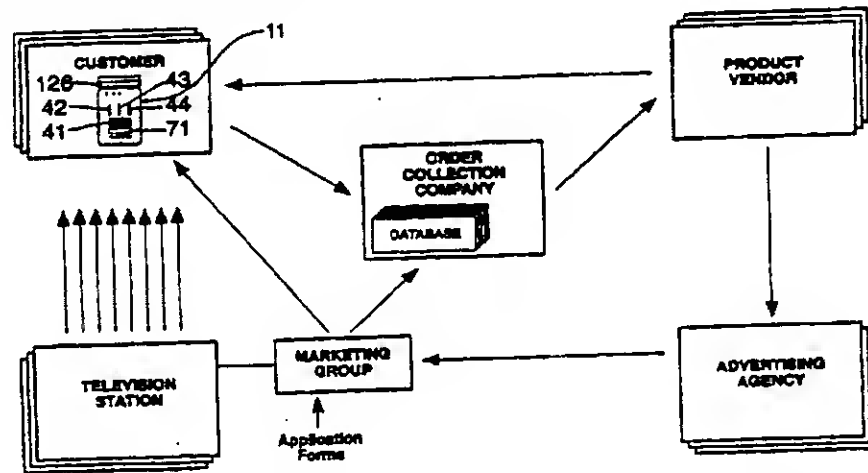 11
CUSTOMER
PRODUCT
VENDOR
126
43
42
44
41
71
ORDER
COLLECTION
COMPANY
DATABASE
TELEVISION
STATION
MARKETING
GROUP
ADVERTISING
AGENCY
Application
Forms